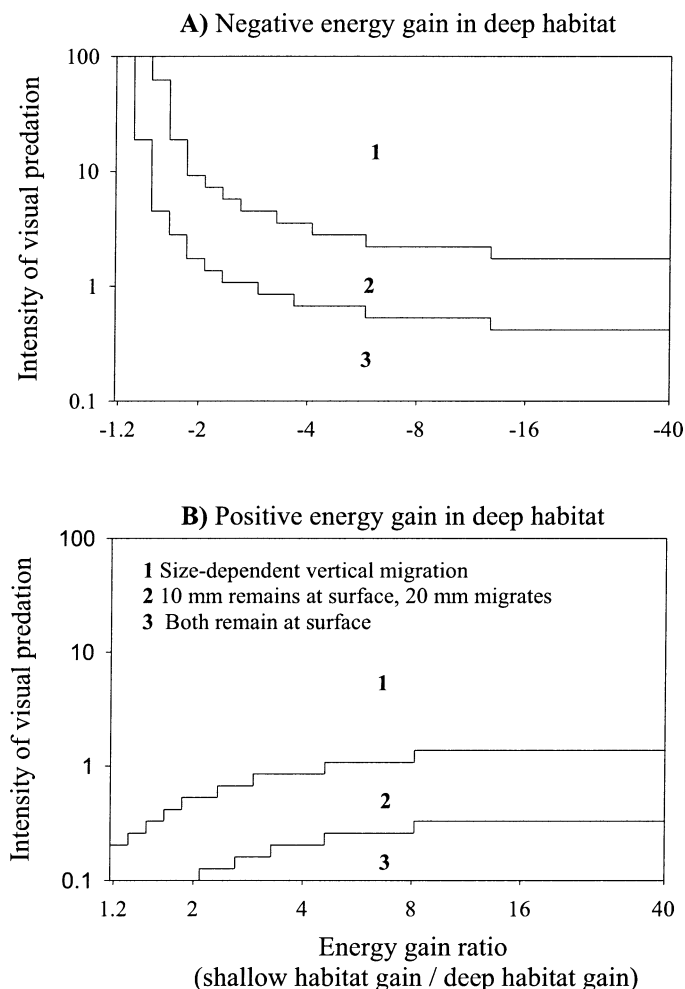 A) Negative energy gain in deep habitat
Intensity of visual predation
100
10
1
0.1
1
2
3
-1.2 -2 -4 -8 -16 -40
B) Positive energy gain in deep habitat
Intensity of visual predation
100
10
1
0.1
1 Size-dependent vertical migration
2 10 mm remains at surface, 20 mm migrates
3 Both remain at surface
1
2
3
1.2 2 4 8 16 40
Energy gain ratio
(shallow habitat gain / deep habitat gain)